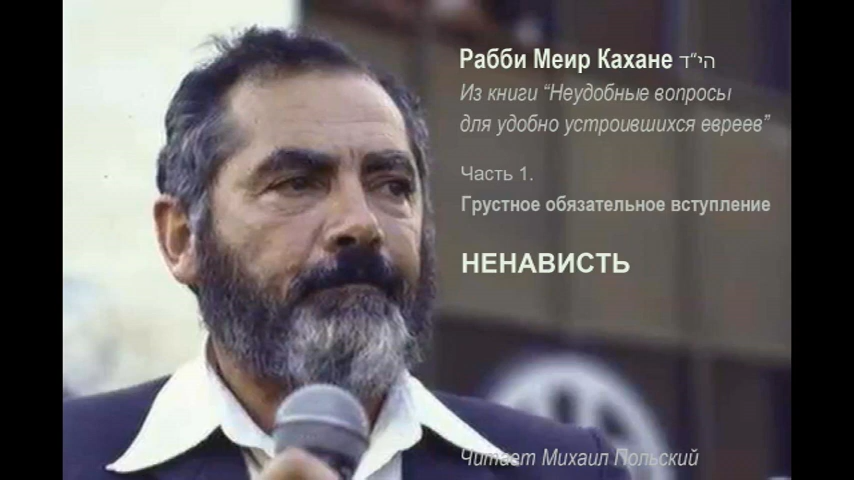 Рабби Меир Кахане הי״ד
Из книги “Неудобные вопросы
для удобно устроившихся евреев”
Часть 1.
Грустное обязательное вступление
НЕНАВИСТЬ
Читает Михаил Польский